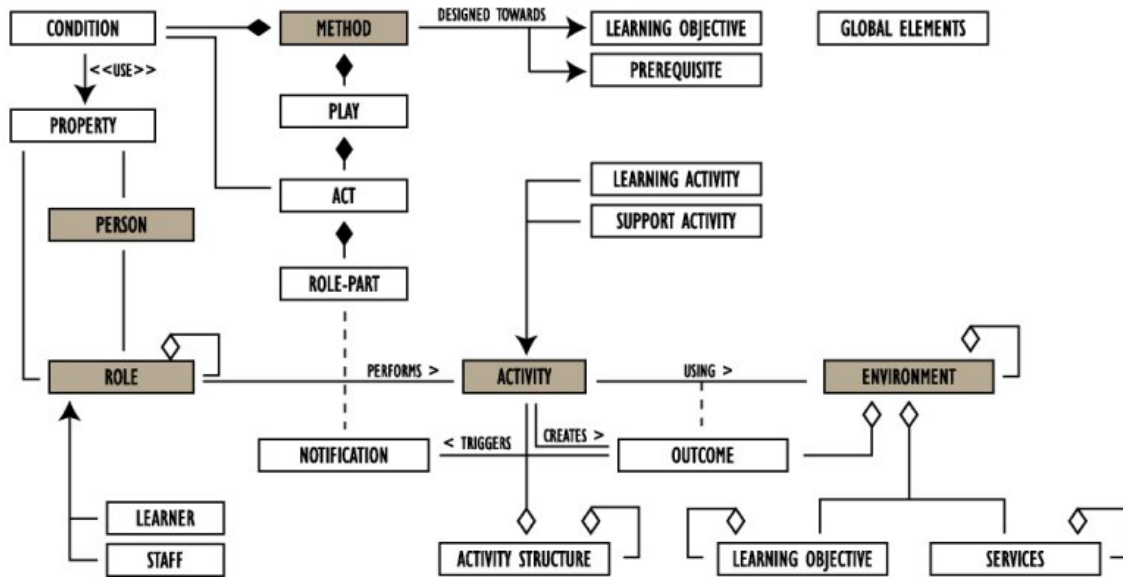 CONDITION
METHOD
DESIGNED TOWARDS
LEARNING OBJECTIVE
GLOBAL ELEMENTS
<<USE>>
PREREQUISITE
PROPERTY
PLAY
LEARNING ACTIVITY
ACT
PERSON
SUPPORT ACTIVITY
ROLE-PART
ROLE
PERFORMS >
ACTIVITY
USING >
ENVIRONMENT
NOTIFICATION
< TRIGGERS
CREATES >
OUTCOME
LEARNER
STAFF
ACTIVITY STRUCTURE
LEARNING OBJECTIVE
SERVICES